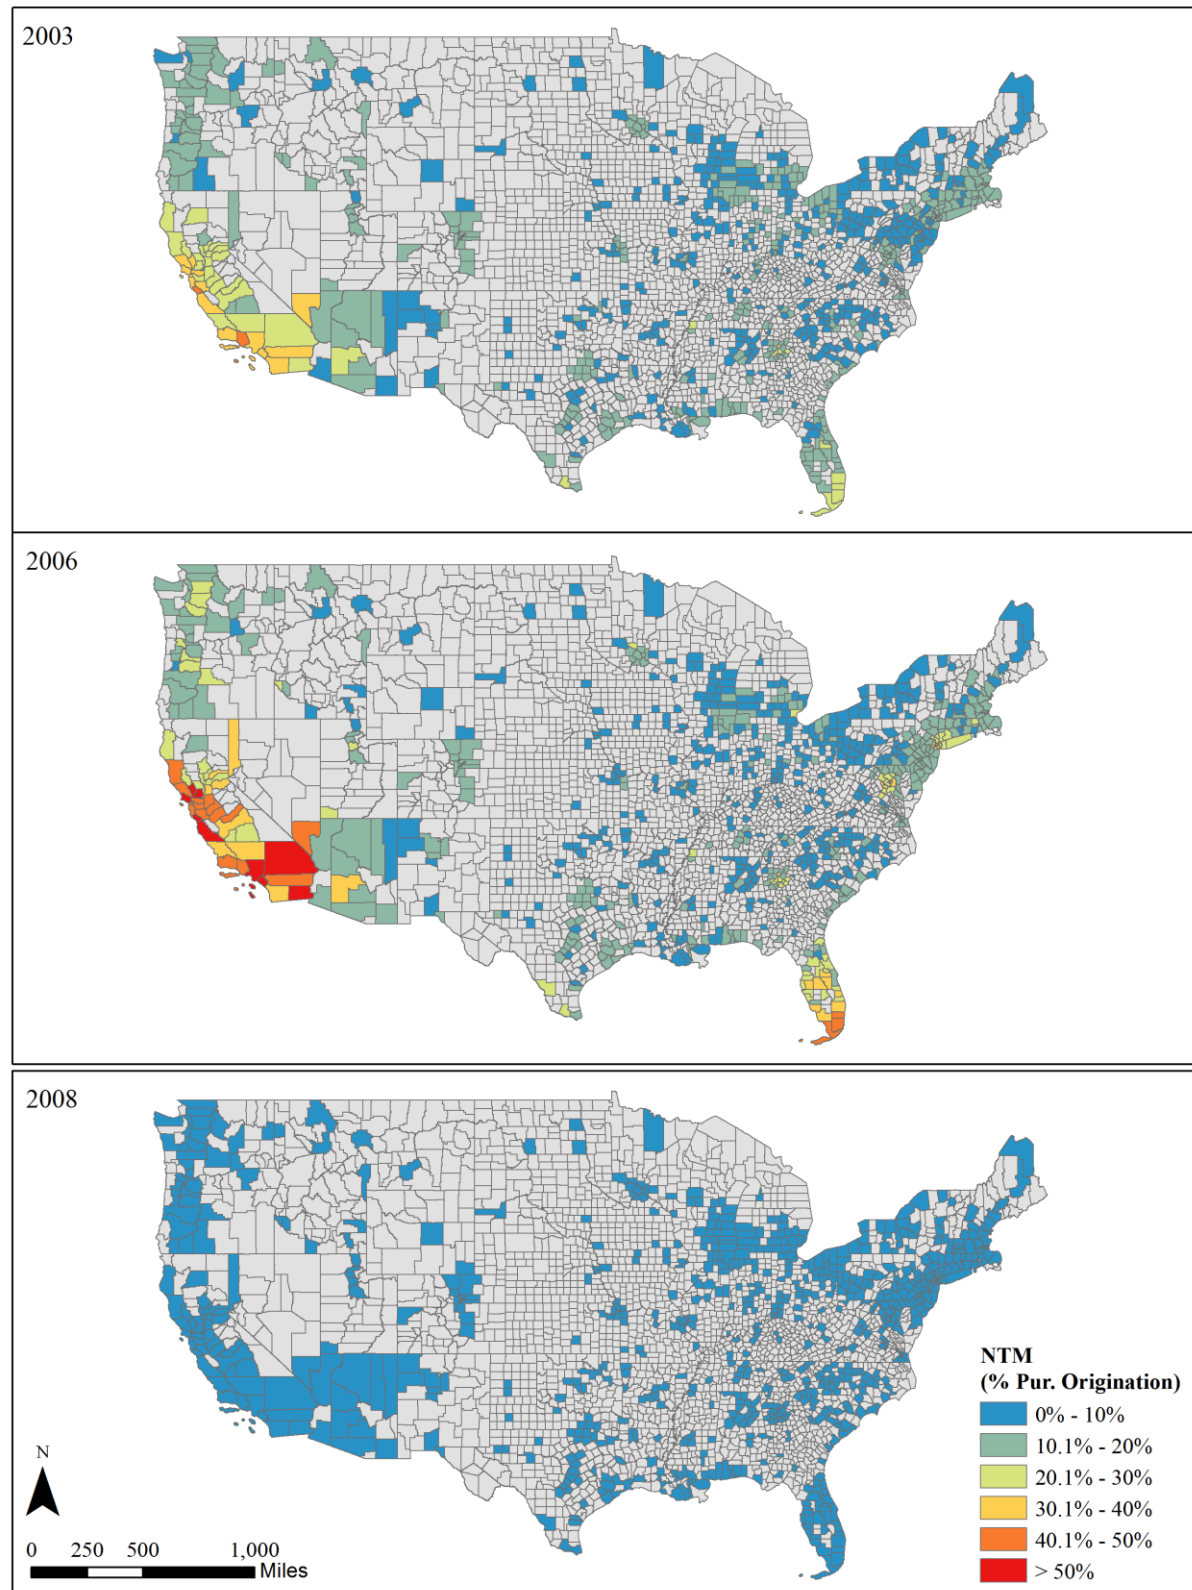 2003
2006
2008
NTM
(% Pur. Origination)
0% - 10%
10.1% - 20%
20.1% - 30%
30.1% - 40%
40.1% - 50%
> 50%
N
0 250 500 1,000
Miles